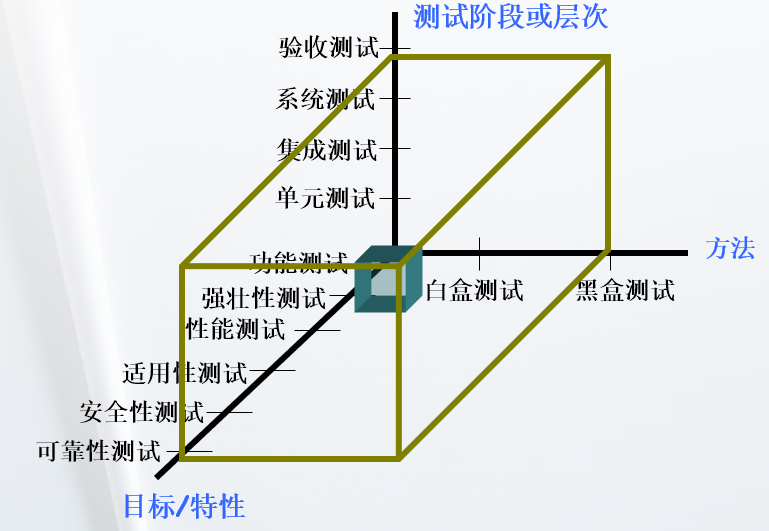 测试阶段或层次
验收测试
系统测试
集成测试
单元测试
方法
功能测试
白盒测试
黑盒测试
强壮性测试
性能测试
适用性测试
安全性测试
可靠性测试
目标/特性